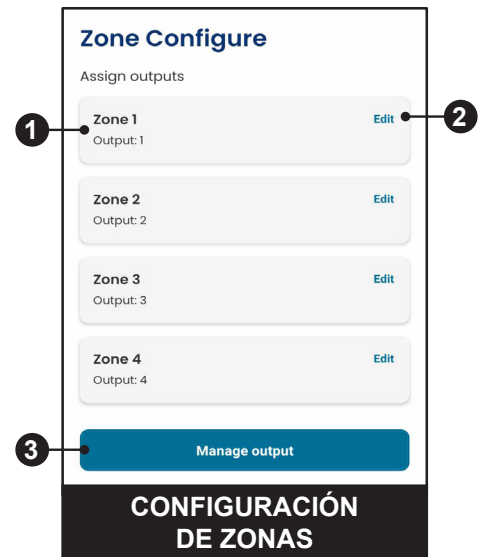 Zone Configure
Assign outputs
1
Zone 1
Edit
2
Output: 1
Zone 2
Edit
Output: 2
Zone 3
Edit
Output: 3
Zone 4
Edit
Output: 4
3
Manage output
CONFIGURACIÓN
DE ZONAS